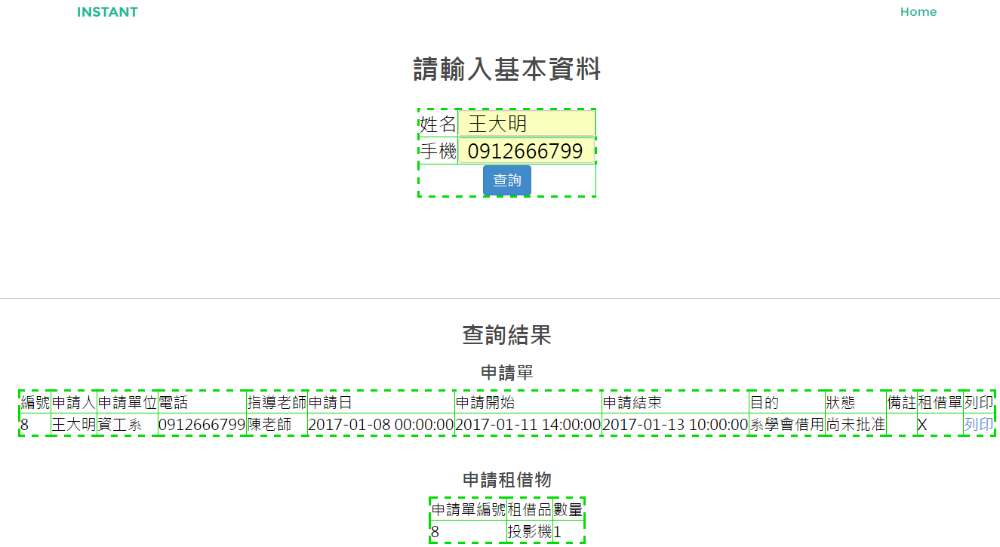 INSTANT Home
請輸入基本資料
姓名 王大明
手機 0912666799
查詢
查詢結果
申請單
編號 申請人 申請單位 電話 指導老師 申請日 申請開始 申請結束 目的 狀態 備註 租借單 列印
8 王大明 資工系 0912666799 陳老師 2017-01-08 00:00:00 2017-01-11 14:00:00 2017-01-13 10:00:00 系學會借用 尚未批准 X 列印
申請租借物
申請單編號 租借品 數量
8 投影機 1